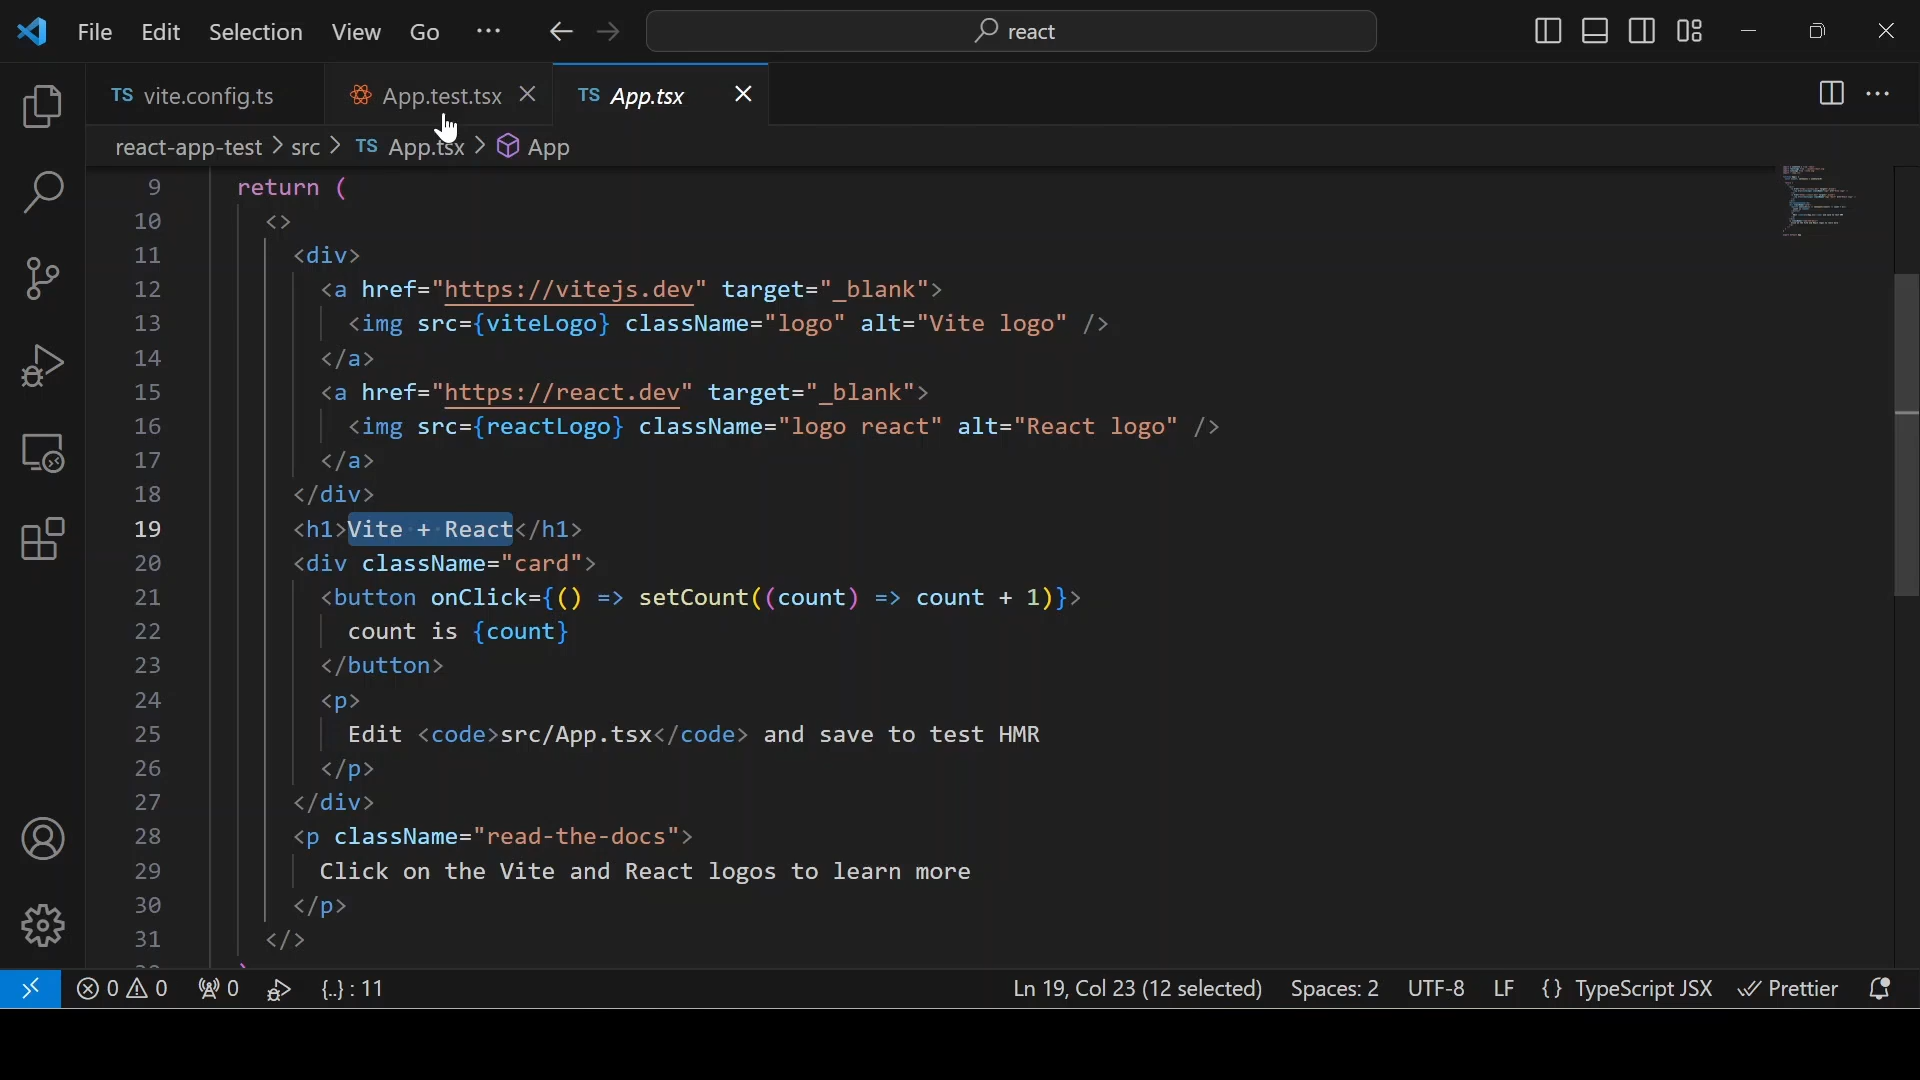 File Edit Selection View Go ··· react
TS vite.config.ts App.test.tsx TS App.tsx
react-app-test > src > TS App.tsx > App
9 return (
10 <>
11 <div>
12 <a href="https://vitejs.dev" target="_blank">
13 <img src={viteLogo} className="logo" alt="Vite logo" />
14 </a>
15 <a href="https://react.dev" target="_blank">
16 <img src={reactLogo} className="logo react" alt="React logo" />
17 </a>
18 </div>
19 <h1>Vite + React</h1>
20 <div className="card">
21 <button onClick={() => setCount((count) => count + 1)}>
22 count is {count}
23 </button>
24 <p>
25 Edit <code>src/App.tsx</code> and save to test HMR
26 </p>
27 </div>
28 <p className="read-the-docs">
29 Click on the Vite and React logos to learn more
30 </p>
31 </>
0 0 0 {..} : 11 Ln 19, Col 23 (12 selected) Spaces: 2 UTF-8 LF {} TypeScript JSX Prettier